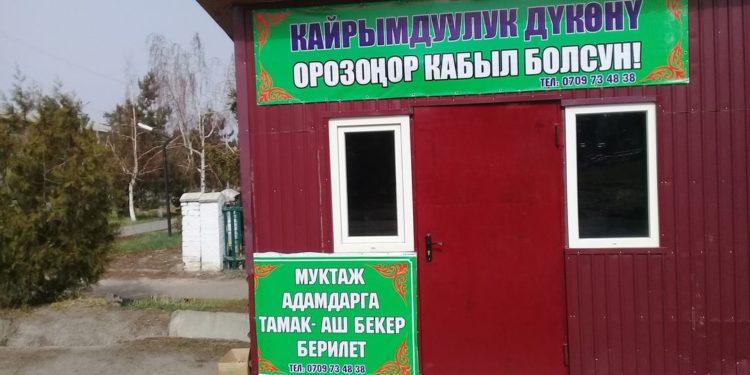 КАЙРЫМДУУЛУК ДҮКӨНҮ
ОРОЗОҢОР КАБЫЛ БОЛСУН!
ТЕЛ: 0709 73 48 38
МУКТАЖ
АДАМДАРГА
ТАМАК- АШ БЕКЕР
БЕРИЛЕТ
ТЕЛ: 0709 73 48 38